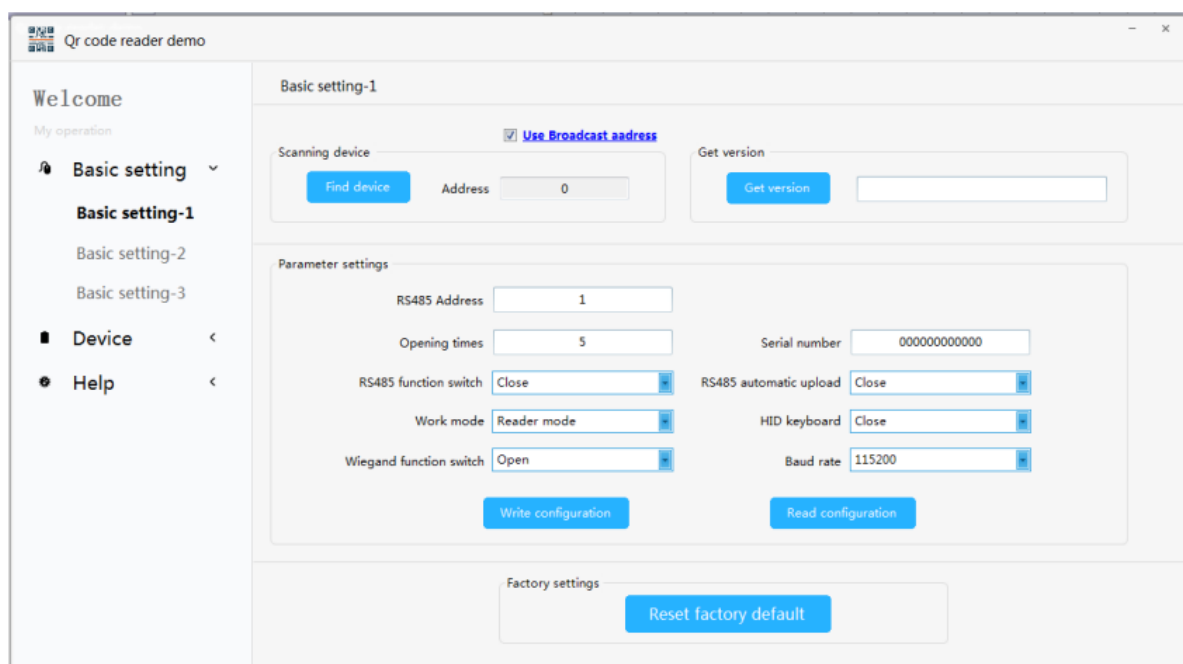 Qr code reader demo
Welcome
My operation
Basic setting
Basic setting-1
Basic setting-2
Basic setting-3
Device
Help
Basic setting-1
Use Broadcast aadress
Scanning device
Find device Address 0
Get version
Get version
Parameter settings
RS485 Address 1
Opening times 5 Serial number 000000000000
RS485 function switch Close RS485 automatic upload Close
Work mode Reader mode HID keyboard Close
Wiegand function switch Open Baud rate 115200
Write configuration Read configuration
Factory settings
Reset factory default